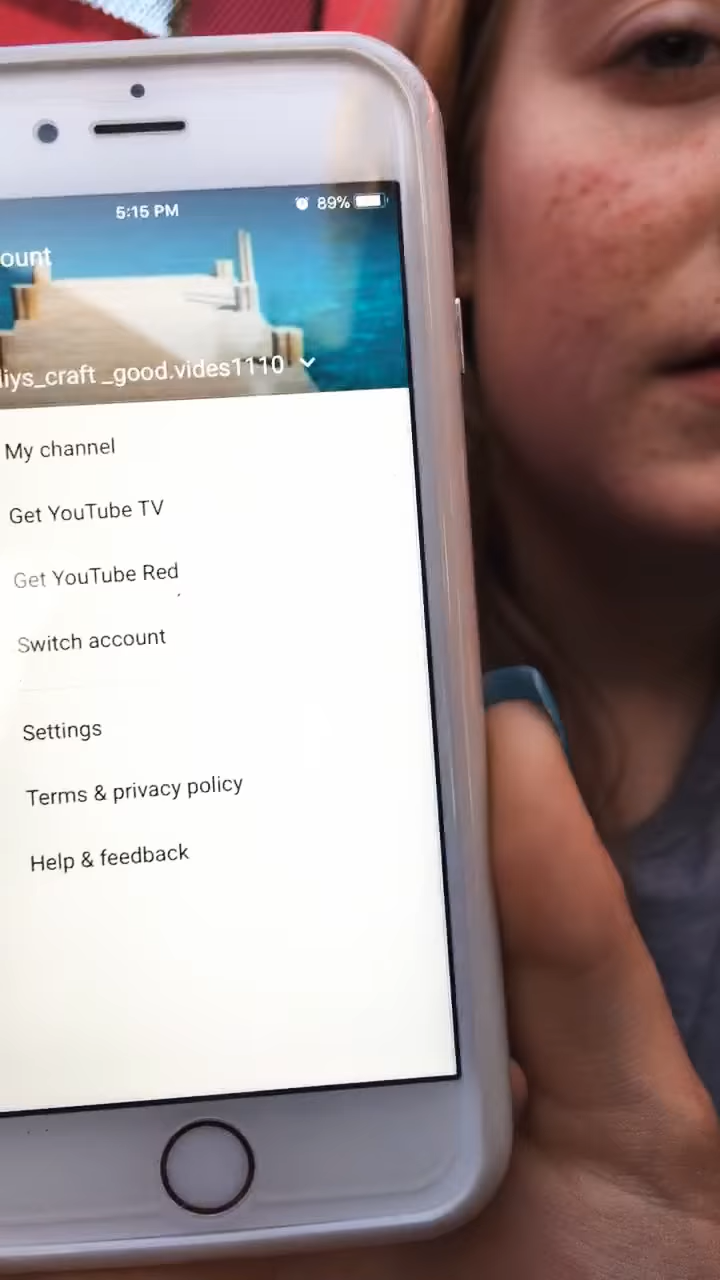 5:15 PM 89%
ount
iys_craft _good.vides1110
My channel
Get YouTube TV
Get YouTube Red
Switch account
Settings
Terms & privacy policy
Help & feedback